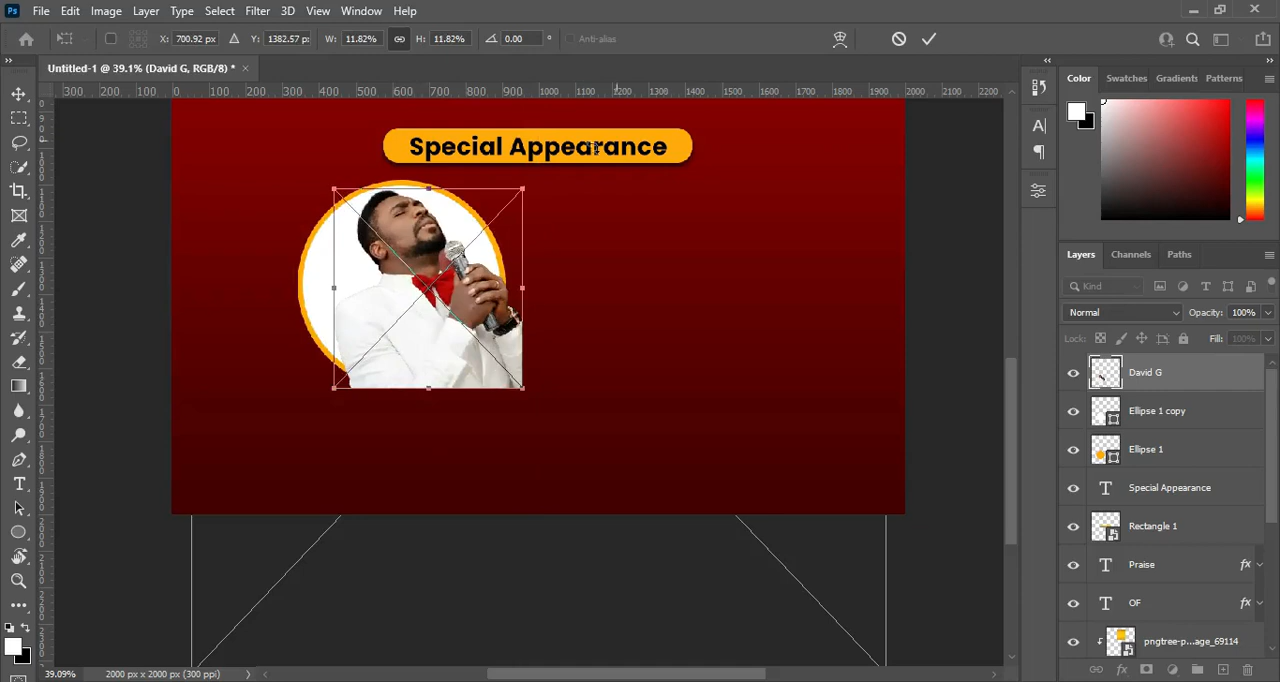 Ps File Edit Image Layer Type Select Filter 3D View Window Help
X: 700.92 px Y: 1382.57 px W: 11.82% H: 11.82% 0.00 ° Anti-alias
Untitled-1 @ 39.1% (David G, RGB/8) * ×
300 200 100 0 100 200 300 400 500 600 700 800 900 1000 1100 1200 1300 1400 1500 1600 1700 1800 1900 2000 2100 2200
Special Appearance
Color Swatches Gradients Patterns
Layers Channels Paths
Kind
Normal Opacity: 100%
Lock: Fill: 100%
David G
Ellipse 1 copy
Ellipse 1
Special Appearance
Rectangle 1
Praise fx
OF fx
pngtree-p...age_69114
39.09% 2000 px x 2000 px (300 ppi)